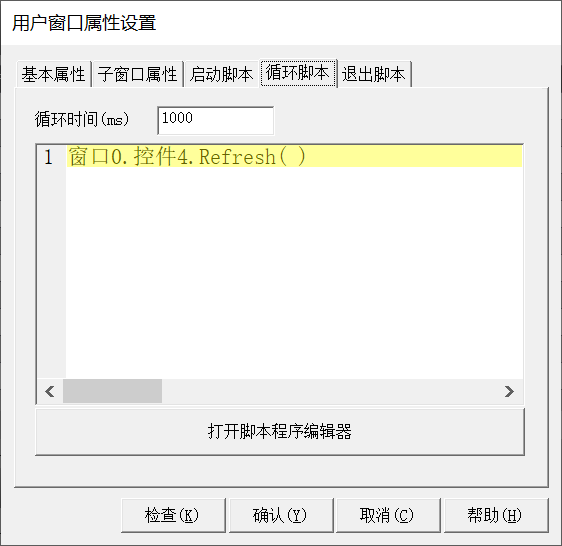 用户窗口属性设置
基本属性 子窗口属性 启动脚本 循环脚本 退出脚本
循环时间(ms) 1000
1 窗口0.控件4.Refresh( )
打开脚本程序编辑器
检查(K) 确认(Y) 取消(C) 帮助(H)